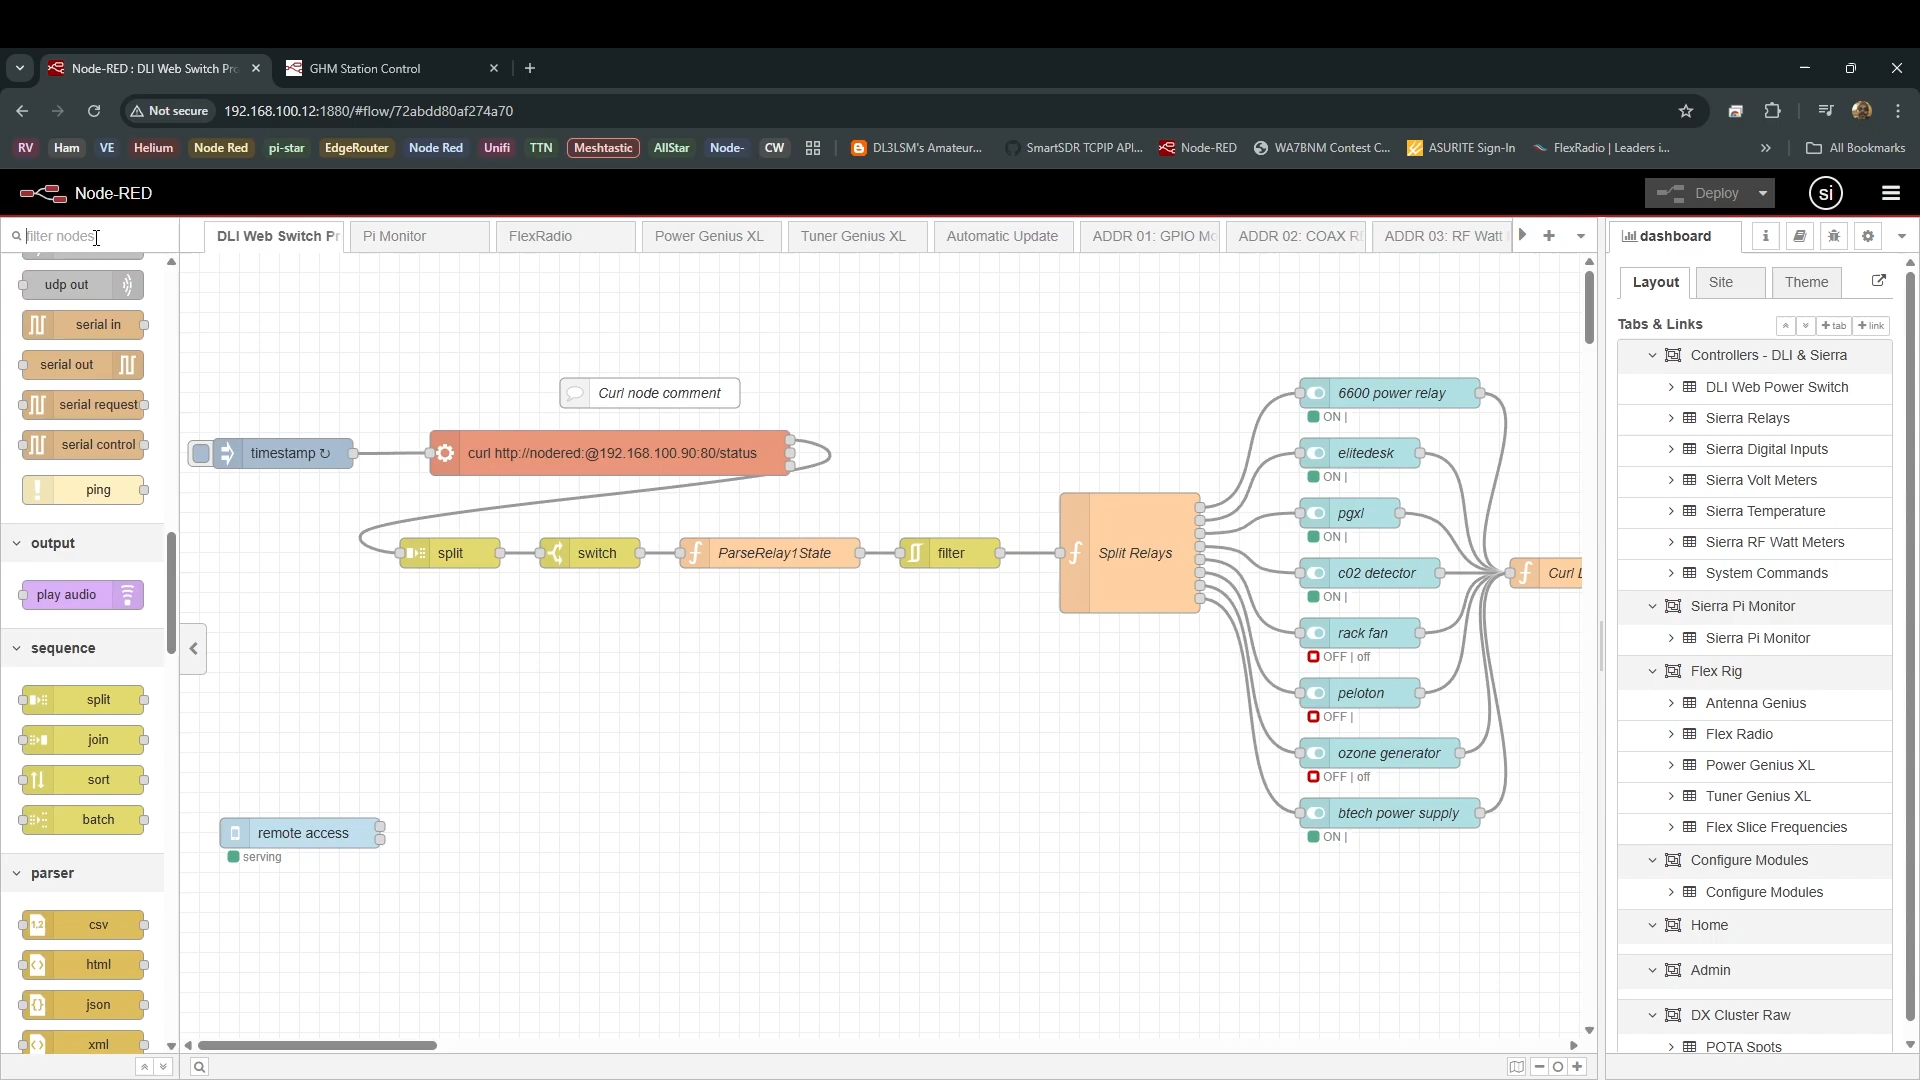 Node-RED : DLI Web Switch Pro
GHM Station Control
Not secure
192.168.100.12:1880/#flow/72abdd80af274a70
RV
Ham
VE
Helium
Node Red
pi-star
EdgeRouter
Node Red
Unifi
TTN
Meshtastic
AllStar
Node-
CW
DL3LSM's Amateur...
SmartSDR TCPIP API...
Node-RED
WA7BNM Contest C...
ASURITE Sign-In
FlexRadio | Leaders i...
All Bookmarks
Node-RED
Deploy
si
filter nodes
DLI Web Switch Pr
Pi Monitor
FlexRadio
Power Genius XL
Tuner Genius XL
Automatic Update
ADDR 01: GPIO Mo
ADDR 02: COAX RE
ADDR 03: RF Watt
dashboard
udp out
serial in
serial out
serial request
serial control
ping
output
play audio
sequence
split
join
sort
batch
parser
csv
html
json
xml
Curl node comment
timestamp ↻
curl http://nodered:@192.168.100.90:80/status
split
switch
ParseRelay1State
filter
Split Relays
6600 power relay
ON |
elitedesk
ON |
pgxl
ON |
c02 detector
ON |
Curl
rack fan
OFF | off
peloton
OFF |
ozone generator
OFF | off
btech power supply
ON |
remote access
serving
Layout
Site
Theme
Tabs & Links
+ tab
+ link
Controllers - DLI & Sierra
DLI Web Power Switch
Sierra Relays
Sierra Digital Inputs
Sierra Volt Meters
Sierra Temperature
Sierra RF Watt Meters
System Commands
Sierra Pi Monitor
Sierra Pi Monitor
Flex Rig
Antenna Genius
Flex Radio
Power Genius XL
Tuner Genius XL
Flex Slice Frequencies
Configure Modules
Configure Modules
Home
Admin
DX Cluster Raw
POTA Spots